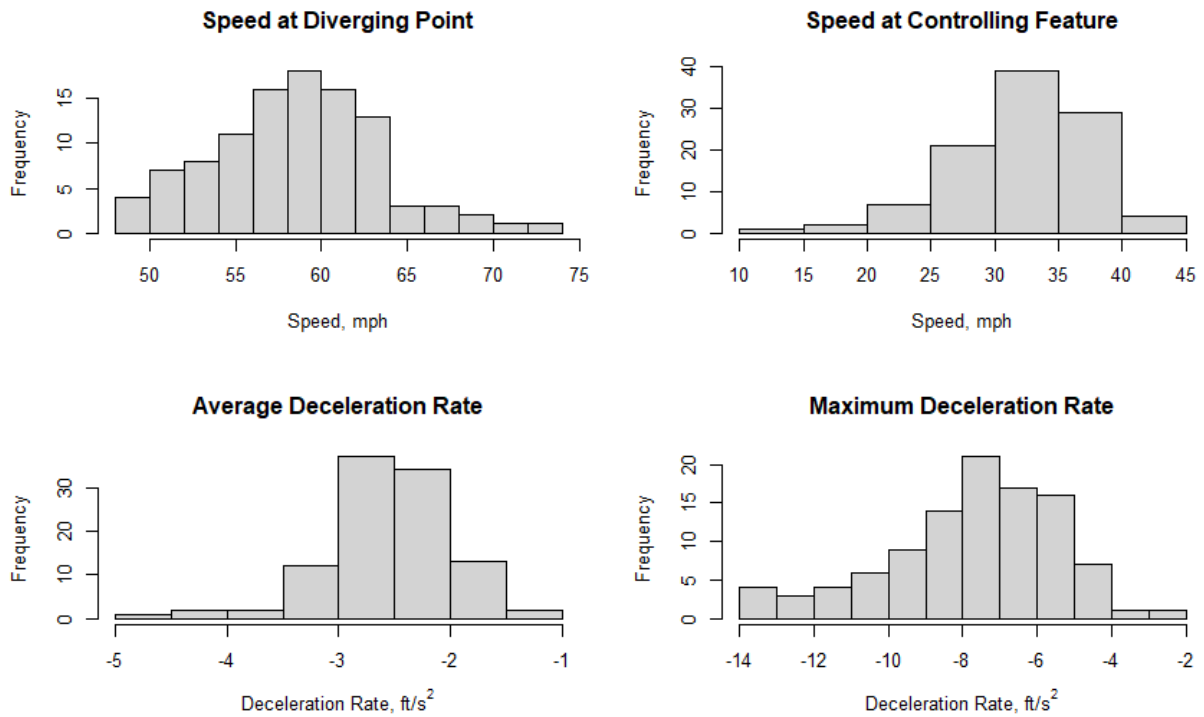 Speed at Diverging Point
Frequency
0 5 10 15
50 55 60 65 70 75
Speed, mph
Speed at Controlling Feature
Frequency
0 10 20 30 40
10 15 20 25 30 35 40 45
Speed, mph
Average Deceleration Rate
Frequency
0 10 20 30
-5 -4 -3 -2 -1
Deceleration Rate, ft/s²
Maximum Deceleration Rate
Frequency
0 5 10 15 20
-14 -12 -10 -8 -6 -4 -2
Deceleration Rate, ft/s²